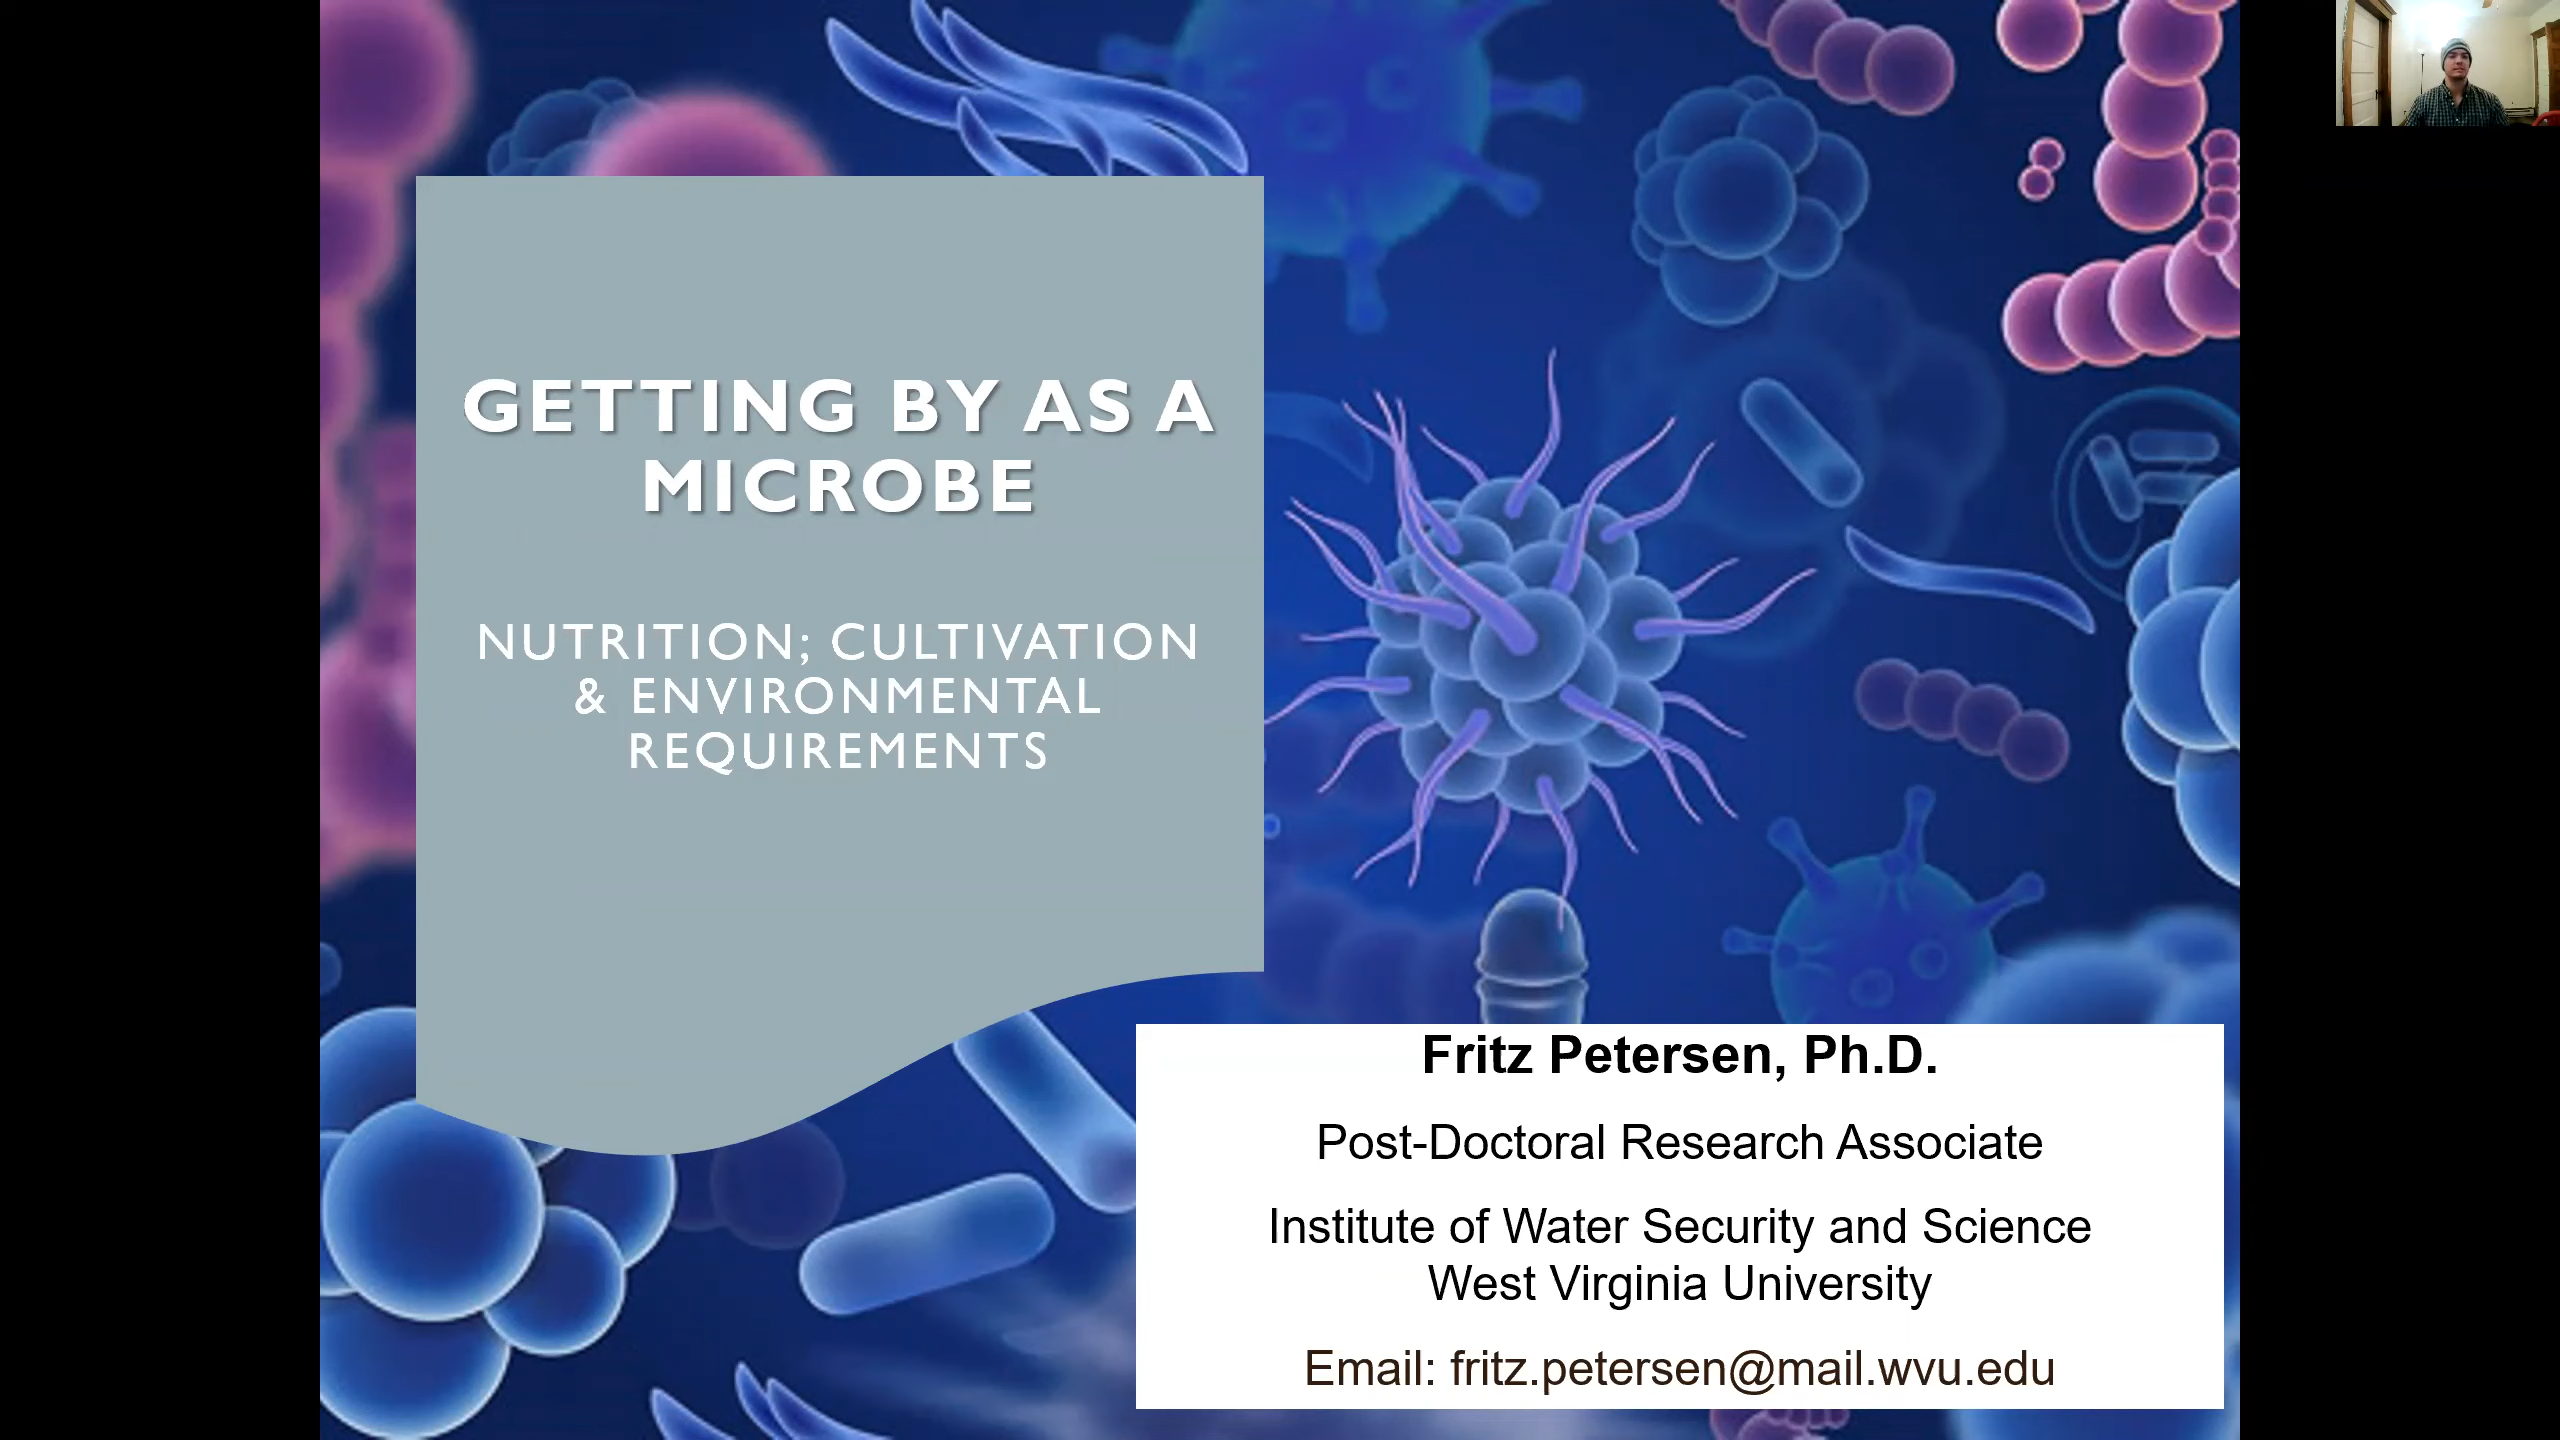 GETTING BY AS A
MICROBE
NUTRITION; CULTIVATION
& ENVIRONMENTAL
REQUIREMENTS
Fritz Petersen, Ph.D.
Post-Doctoral Research Associate
Institute of Water Security and Science
West Virginia University
Email: fritz.petersen@mail.wvu.edu